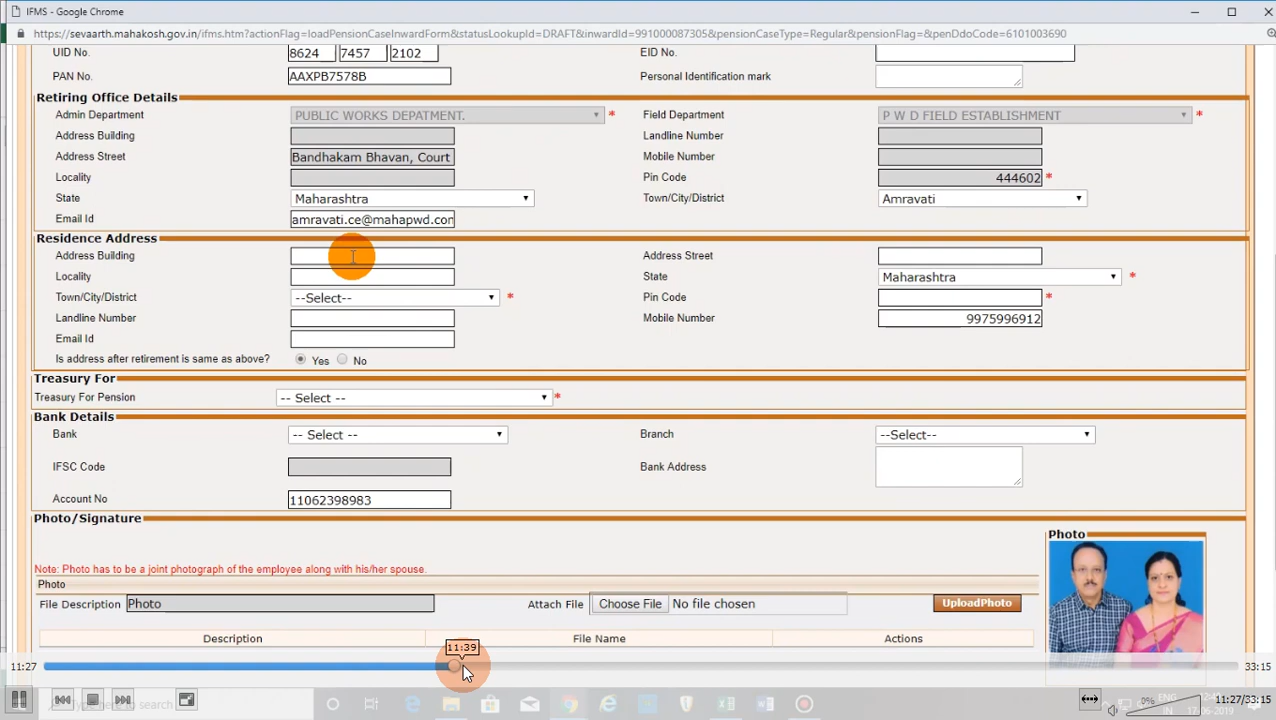 IFMS - Google Chrome
https://sevaarth.mahakosh.gov.in/ifms.htm?actionFlag=loadPensionCaseInwardForm&statusLookupId=DRAFT&inwardId=991000087305&pensionCaseType=Regular&pensionFlag=&penDdoCode=6101003690
UID No. 8624 7457 2102 EID No.
PAN No. AAXPB7578B Personal Identification mark
Retiring Office Details
Admin Department PUBLIC WORKS DEPATMENT. * Field Department P W D FIELD ESTABLISHMENT *
Address Building Landline Number
Address Street Bandhakam Bhavan, Court Mobile Number
Locality Pin Code 444602 *
State Maharashtra Town/City/District Amravati
Email Id amravati.ce@mahapwd.con
Residence Address
Address Building Address Street
Locality State Maharashtra *
Town/City/District --Select-- * Pin Code *
Landline Number Mobile Number 9975996912
Email Id
Is address after retirement is same as above? Yes No
Treasury For
Treasury For Pension -- Select -- *
Bank Details
Bank -- Select -- Branch --Select--
IFSC Code Bank Address
Account No 11062398983
Photo/Signature
Photo
Note: Photo has to be a joint photograph of the employee along with his/her spouse.
Photo
File Description Photo Attach File Choose File No file chosen UploadPhoto
Description File Name Actions
11:39
11:27 33:15
search
ENG
IN 17-06-2019
0% 11:27/33:15